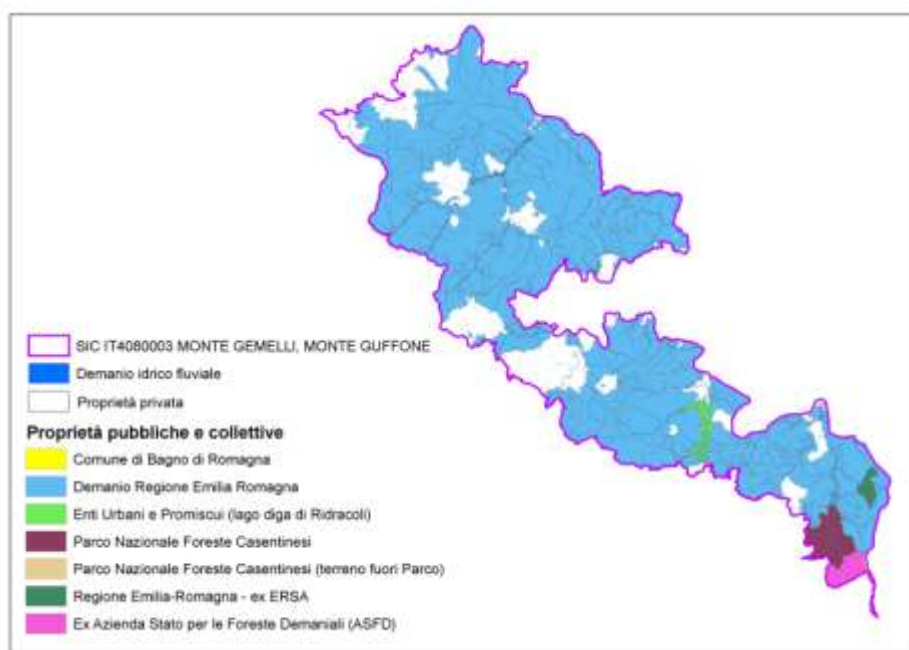 SIC IT4080003 MONTE GEMELLI, MONTE GUFFONE
Demanio idrico fluviale
Proprietà privata
Proprietà pubbliche e collettive
Comune di Bagno di Romagna
Demanio Regione Emilia Romagna
Enti Urbani e Promiscui (lago diga di Ridracoli)
Parco Nazionale Foreste Casentinesi
Parco Nazionale Foreste Casentinesi (terreno fuori Parco)
Regione Emilia-Romagna - ex ERSA
Ex Azienda Stato per le Foreste Demaniali (ASFD)